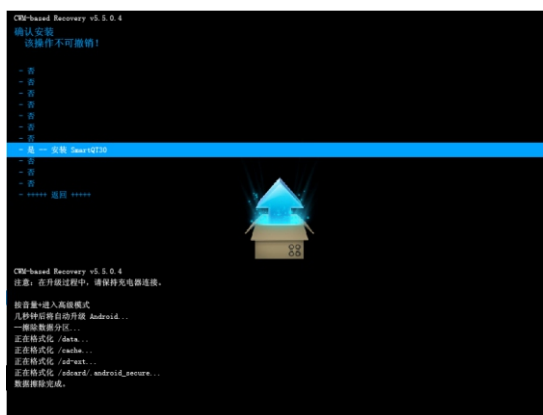 CWM-based Recovery v5.5.0.4
确认安装
该操作不可撤销!
- 否
- 否
- 否
- 否
- 否
- 否
- 否
- 是 -- 安装 SmartQT30
- 否
- 否
- 否
- +++++ 返回 +++++
CWM-based Recovery v5.5.0.4
注意: 在升级过程中, 请保持充电器连接。
按音量+进入高级模式
几秒钟后将自动升级 Android...
--擦除数据分区...
正在格式化 /data...
正在格式化 /cache...
正在格式化 /sd-ext...
正在格式化 /sdcard/.android_secure...
数据擦除完成。